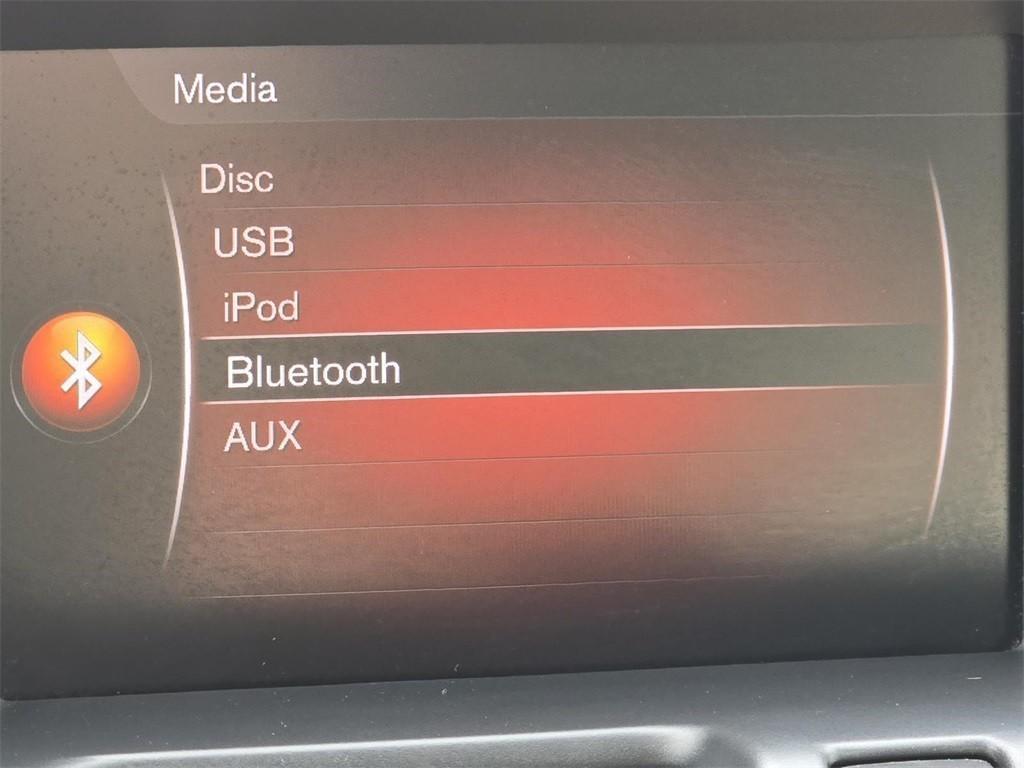 Media
Disc
USB
iPod
Bluetooth
AUX